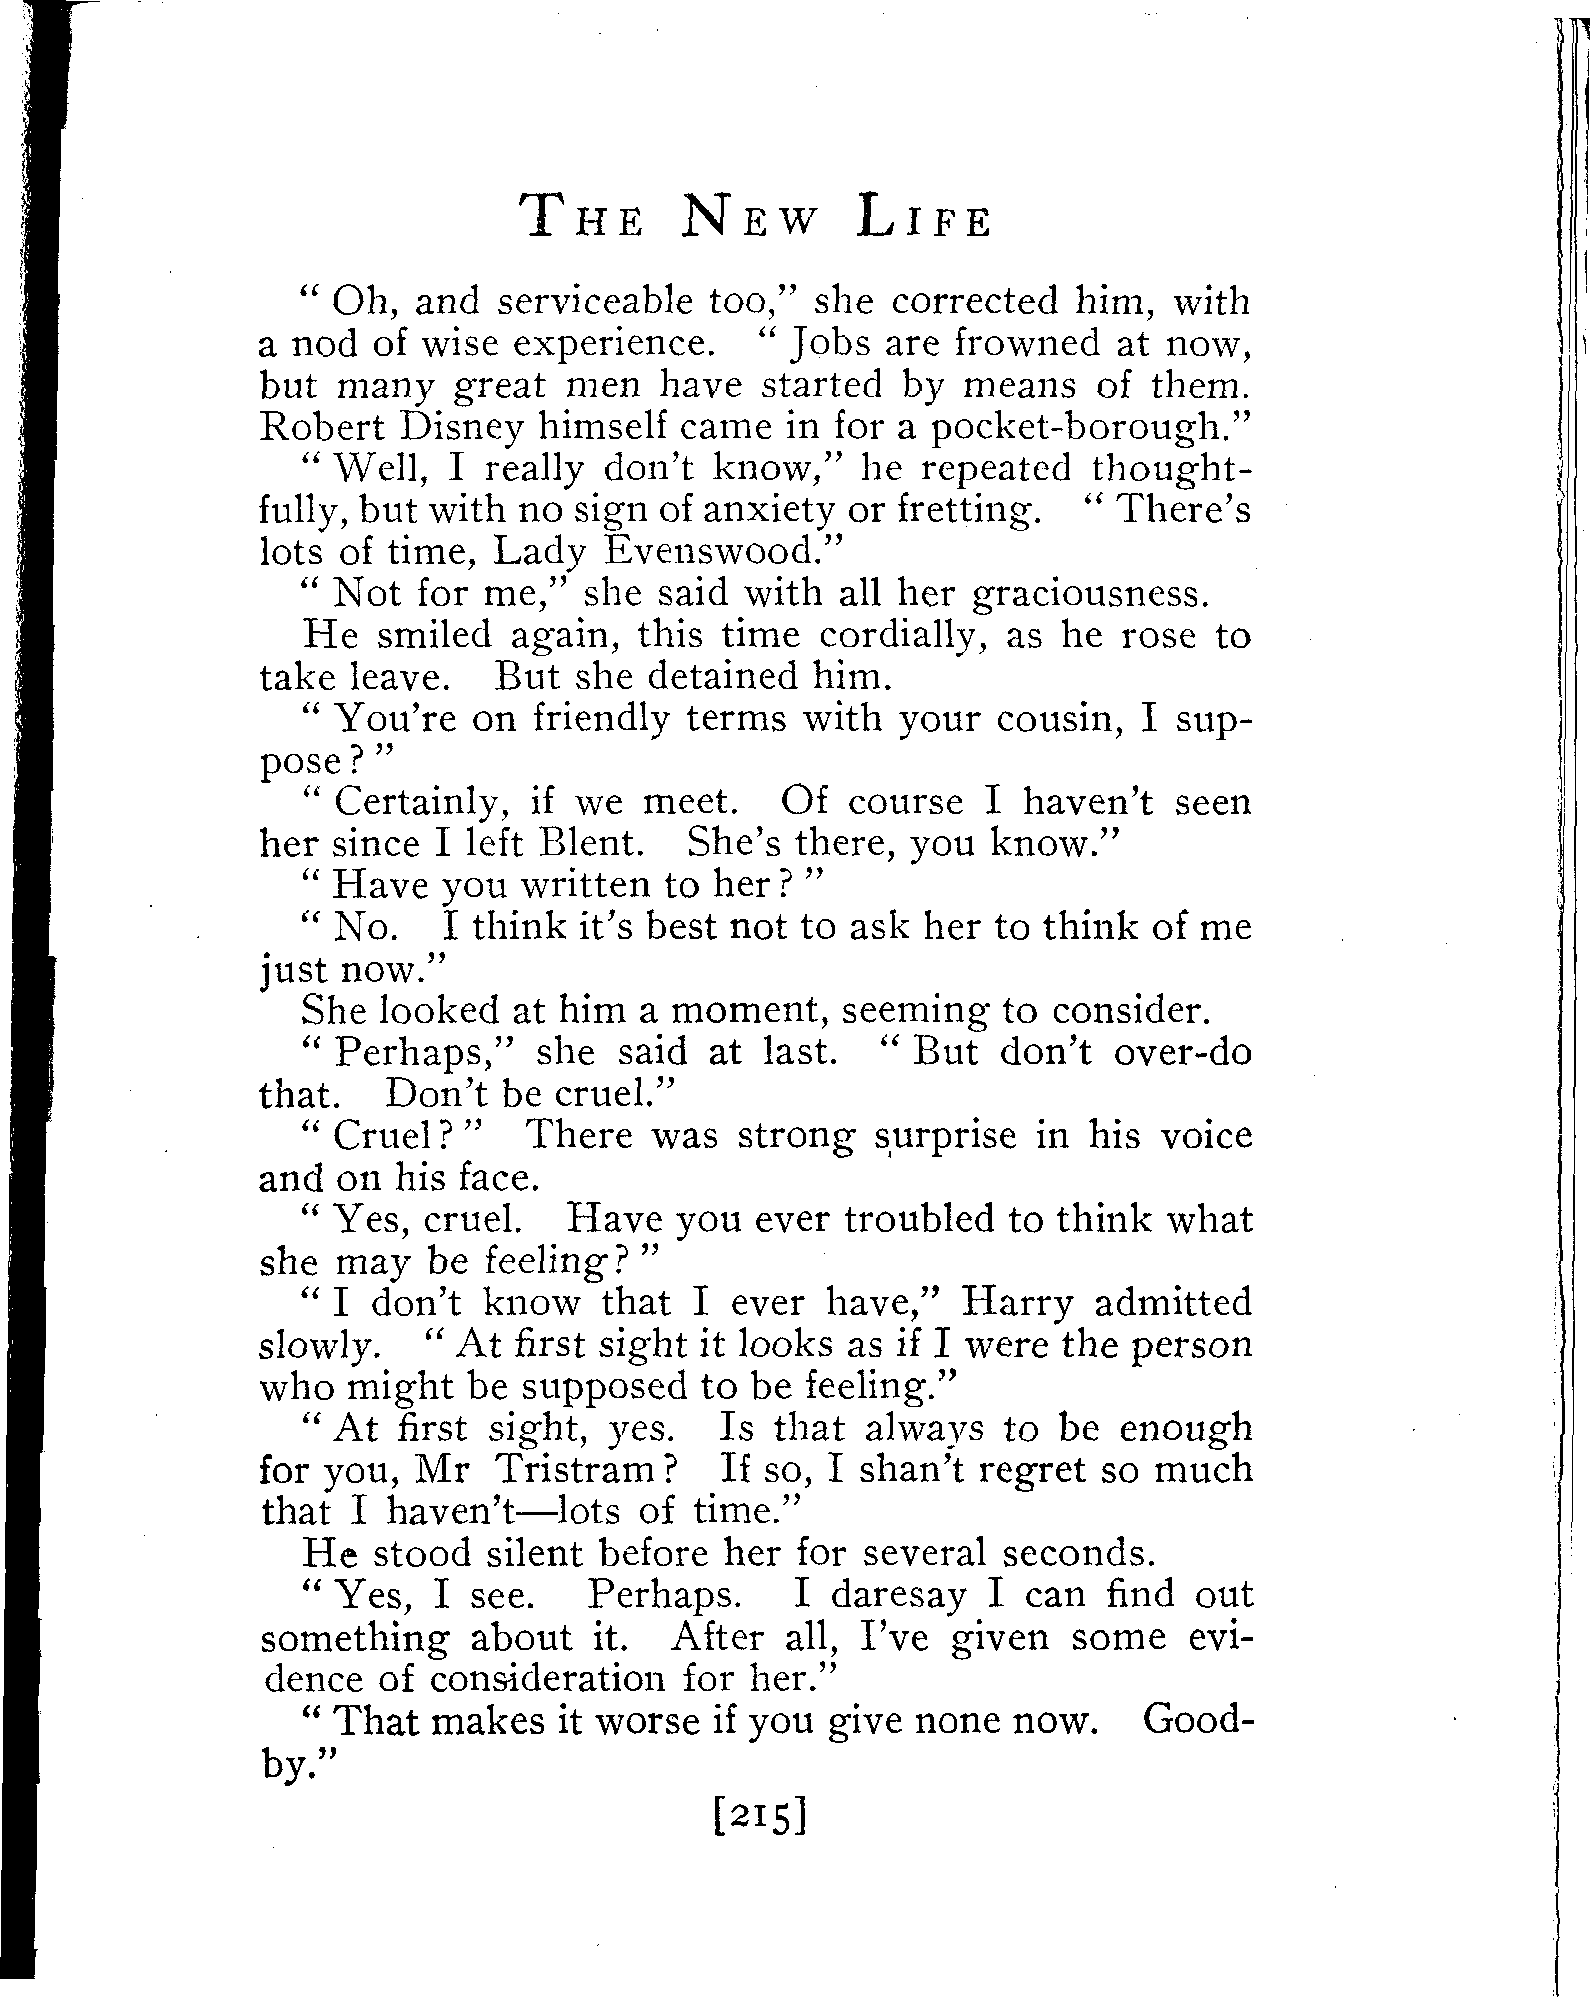 THE NEW LIFE
“ Oh, and serviceable too,” she corrected him, with
a nod of wise experience. “ Jobs are frowned at now,
but many great men have started by means of them.
Robert Disney himself came in for a pocket-borough.”
“ Well, I really don't know,” he repeated thought-
fully, but with no sign of anxiety or fretting. “ There's
lots of time, Lady Evenswood.”
“ Not for me,” she said with all her graciousness.
He smiled again, this time cordially, as he rose to
take leave. But she detained him.
“ You're on friendly terms with your cousin, I sup-
pose ? ”
“ Certainly, if we meet. Of course I haven't seen
her since I left Blent. She's there, you know.”
“ Have you written to her ? ”
“ No. I think it's best not to ask her to think of me
just now.”
She looked at him a moment, seeming to consider.
“ Perhaps,” she said at last. “ But don't over-do
that. Don't be cruel.”
“ Cruel ? ” There was strong surprise in his voice
and on his face.
“ Yes, cruel. Have you ever troubled to think what
she may be feeling ? ”
“ I don't know that I ever have,” Harry admitted
slowly. “ At first sight it looks as if I were the person
who might be supposed to be feeling.”
“ At first sight, yes. Is that always to be enough
for you, Mr Tristram ? If so, I shan't regret so much
that I haven't—lots of time.”
He stood silent before her for several seconds.
“ Yes, I see. Perhaps. I daresay I can find out
something about it. After all, I've given some evi-
dence of consideration for her.”
“ That makes it worse if you give none now. Good-
by.”
[215]